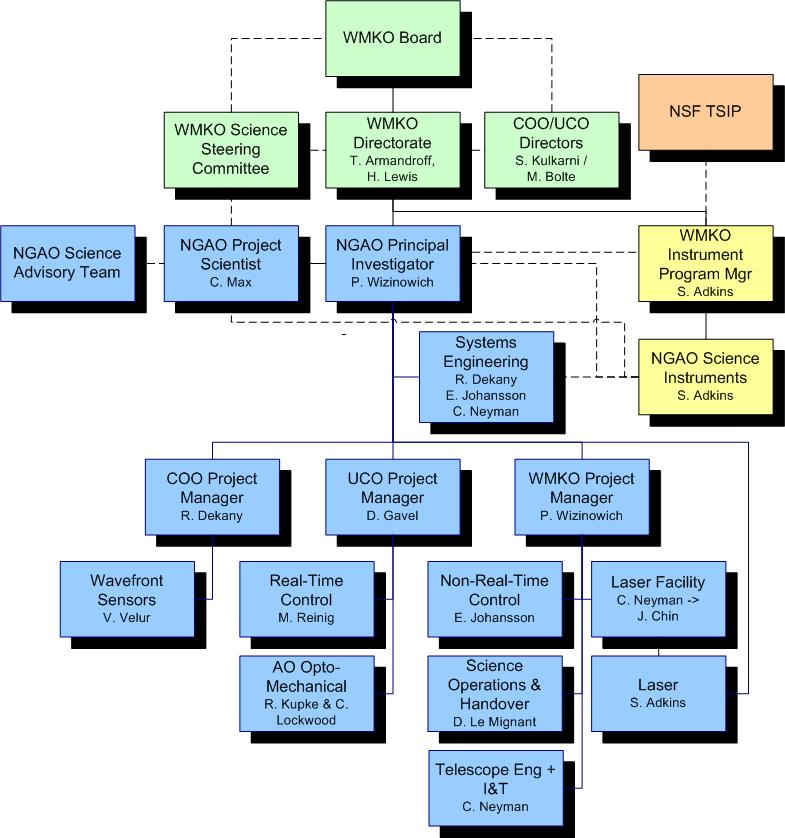 WMKO Board
NSF TSIP
WMKO Science
Steering
Committee
WMKO
Directorate
T. Armandroff,
H. Lewis
COO/UCO
Directors
S. Kulkarni /
M. Bolte
NGAO Science
Advisory Team
NGAO Project
Scientist
C. Max
NGAO Principal
Investigator
P. Wizinowich
WMKO
Instrument
Program Mgr
S. Adkins
Systems
Engineering
R. Dekany
E. Johansson
C. Neyman
NGAO Science
Instruments
S. Adkins
COO Project
Manager
R. Dekany
UCO Project
Manager
D. Gavel
WMKO Project
Manager
P. Wizinowich
Wavefront
Sensors
V. Velur
Real-Time
Control
M. Reinig
Non-Real-Time
Control
E. Johansson
Laser Facility
C. Neyman ->
J. Chin
AO Opto-
Mechanical
R. Kupke & C.
Lockwood
Science
Operations &
Handover
D. Le Mignant
Laser
S. Adkins
Telescope Eng +
I&T
C. Neyman